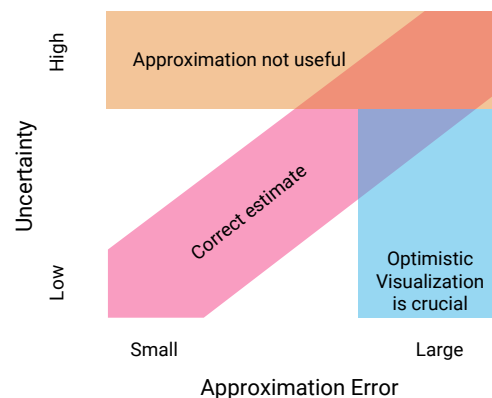 High
Approximation not useful
Uncertainty
Correct estimate
Low
Optimistic
Visualization
is crucial
Small
Large
Approximation Error